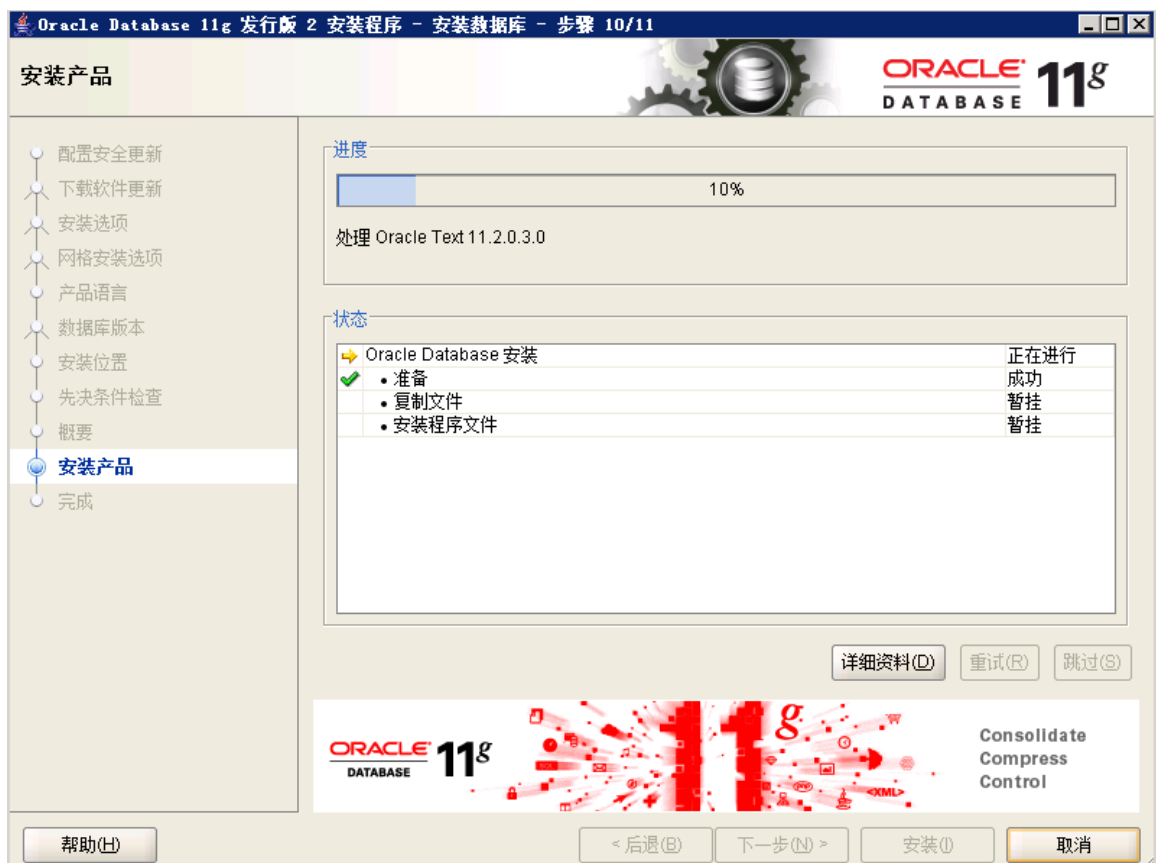 Oracle Database 11g 发行版 2 安装程序 - 安装数据库 - 步骤 10/11
安装产品
ORACLE 11g
DATABASE
配置安全更新
下载软件更新
安装选项
网格安装选项
产品语言
数据库版本
安装位置
先决条件检查
概要
安装产品
完成
进度
10%
处理 Oracle Text 11.2.0.3.0
状态
Oracle Database 安装 正在进行
• 准备 成功
• 复制文件 暂挂
• 安装程序文件 暂挂
详细资料(D) 重试(R) 跳过(S)
ORACLE 11g
DATABASE
11g
<XML>
php
Consolidate
Compress
Control
帮助(H) < 后退(B) 下一步(N) > 安装(I) 取消